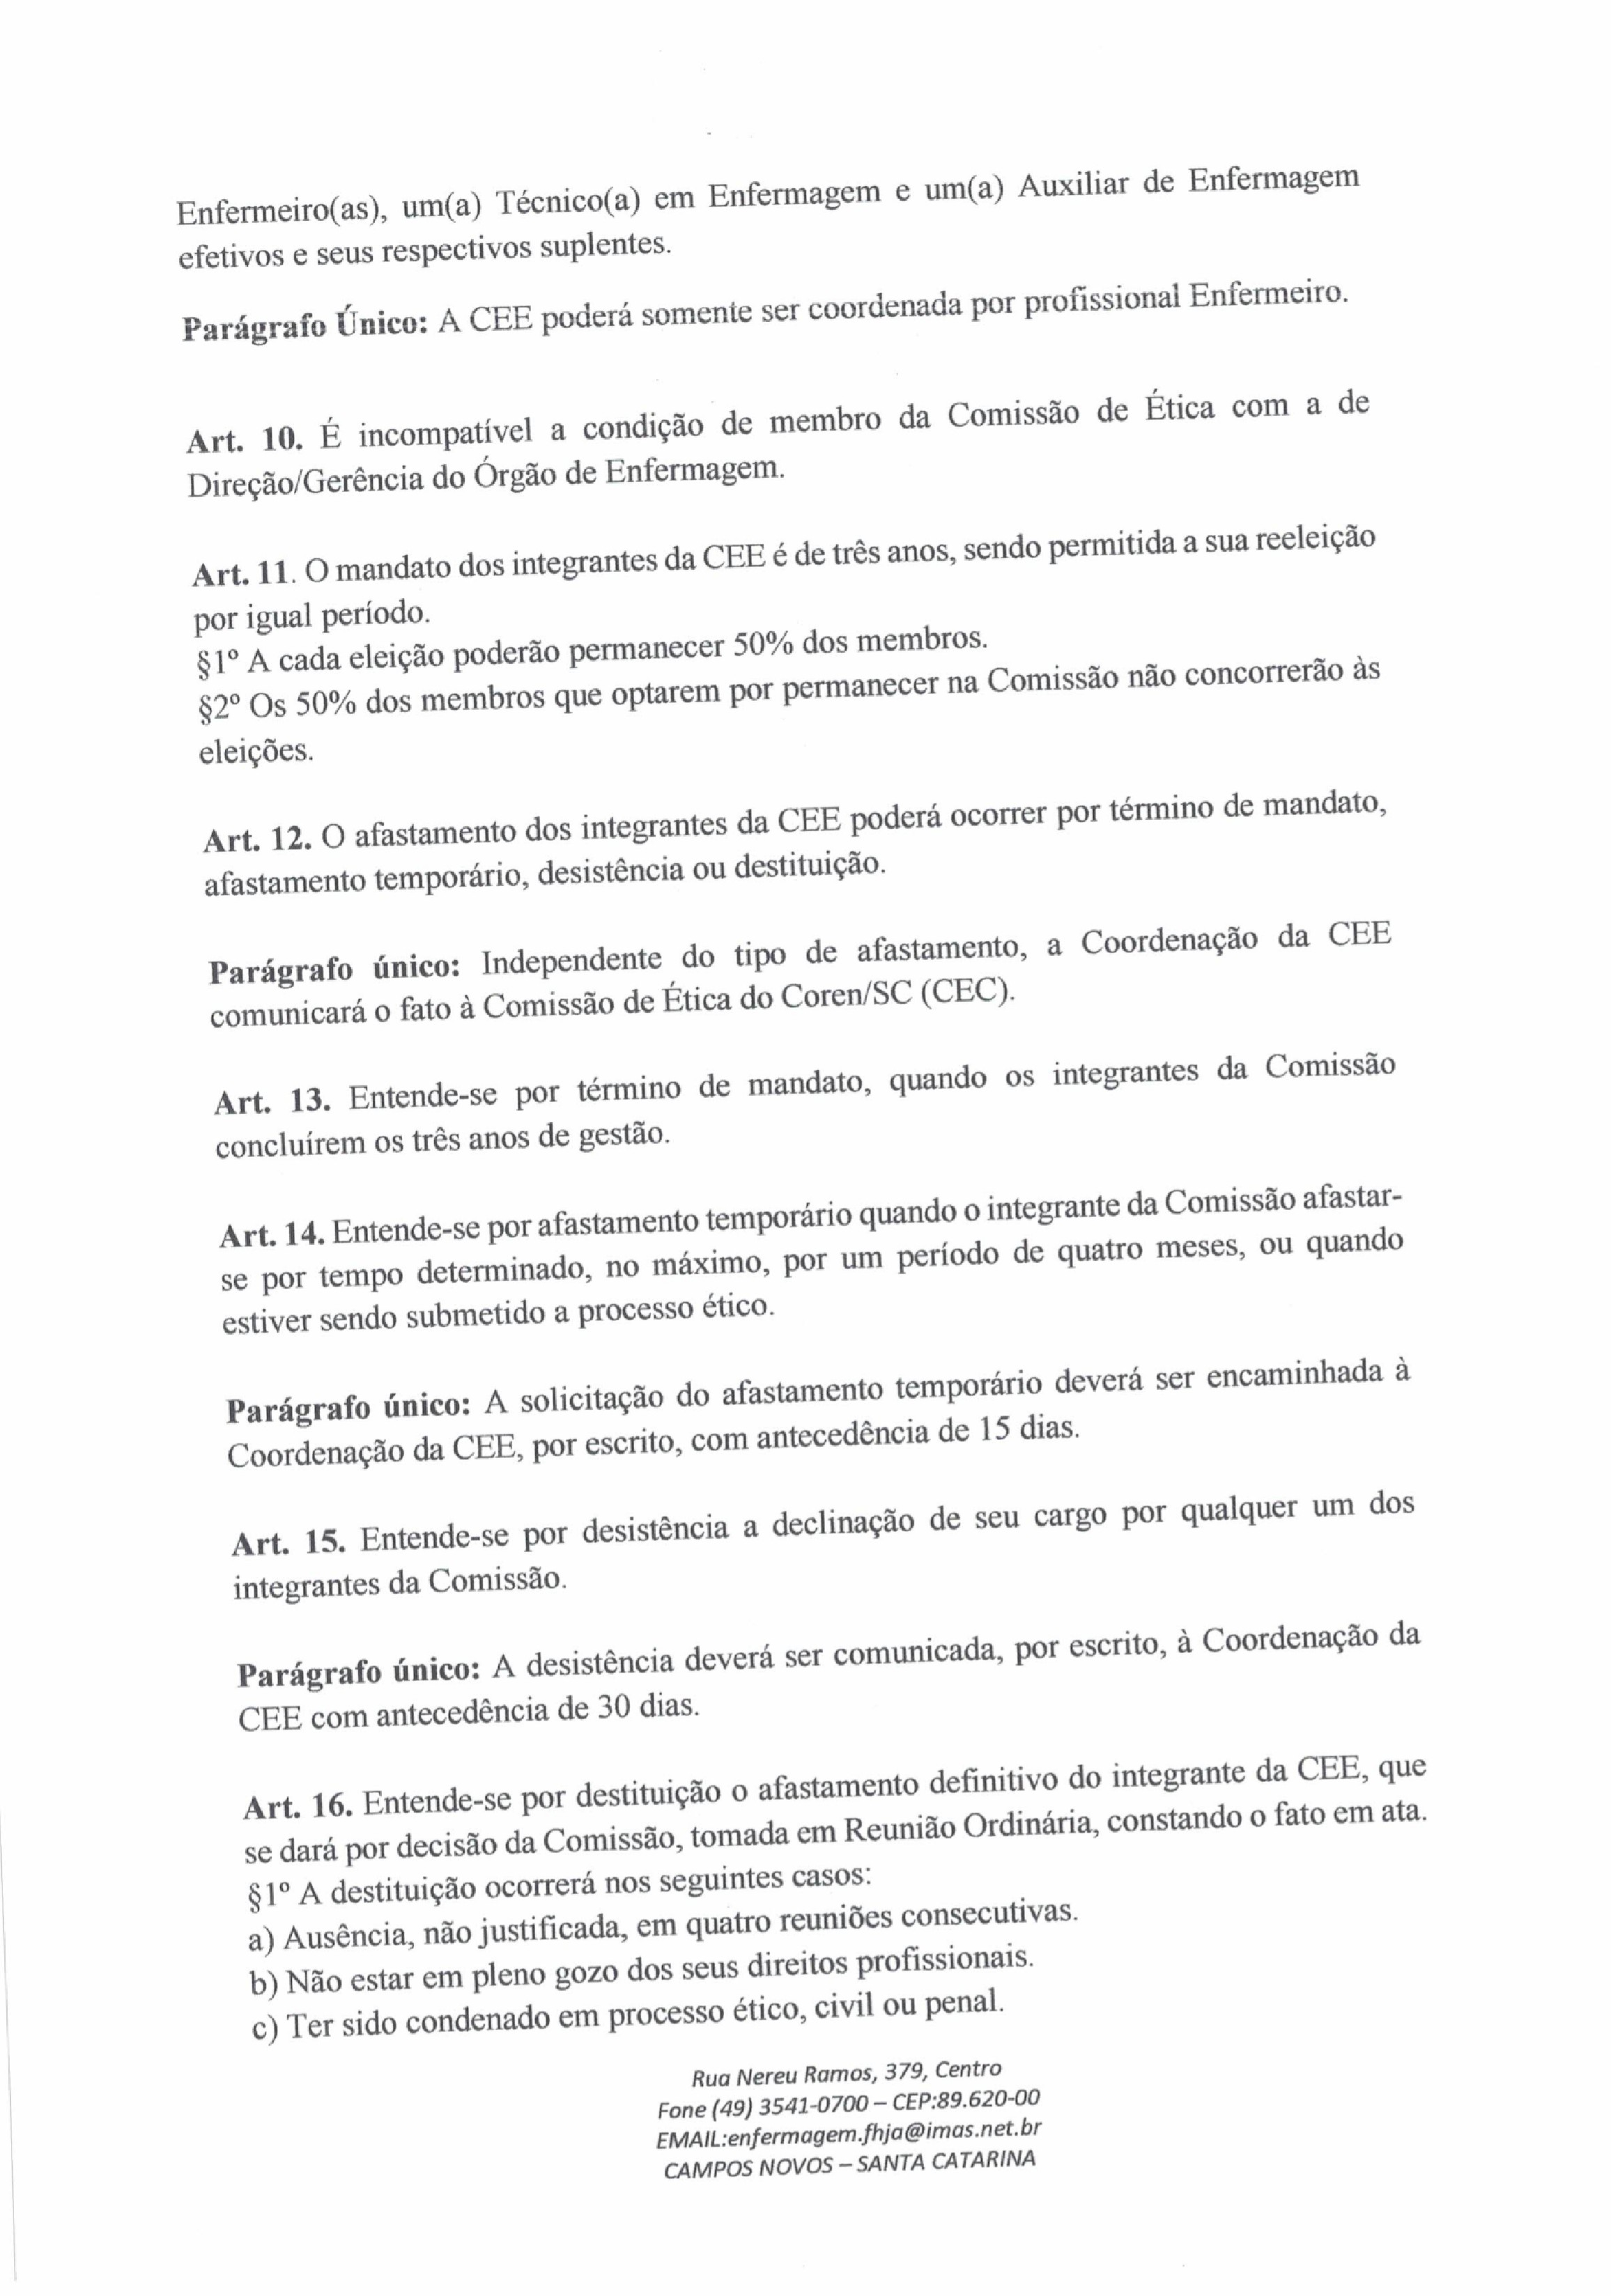 Enfermeiro(as), um(a) Técnico(a) em Enfermagem e um(a) Auxiliar de Enfermagem
efetivos e seus respectivos suplentes.
Parágrafo Único: A CEE poderá somente ser coordenada por profissional Enfermeiro.
Art. 10. É incompatível a condição de membro da Comissão de Ética com a de
Direção/Gerência do Órgão de Enfermagem.
Art. 11. O mandato dos integrantes da CEE é de três anos, sendo permitida a sua reeleição
por igual período.
§1º A cada eleição poderão permanecer 50% dos membros.
§2º Os 50% dos membros que optarem por permanecer na Comissão não concorrerão às
eleições.
Art. 12. O afastamento dos integrantes da CEE poderá ocorrer por término de mandato,
afastamento temporário, desistência ou destituição.
Parágrafo único: Independente do tipo de afastamento, a Coordenação da CEE
comunicará o fato à Comissão de Ética do Coren/SC (CEC).
Art. 13. Entende-se por término de mandato, quando os integrantes da Comissão
concluírem os três anos de gestão.
Art. 14. Entende-se por afastamento temporário quando o integrante da Comissão afastar-
se por tempo determinado, no máximo, por um período de quatro meses, ou quando
estiver sendo submetido a processo ético.
Parágrafo único: A solicitação do afastamento temporário deverá ser encaminhada à
Coordenação da CEE, por escrito, com antecedência de 15 dias.
Art. 15. Entende-se por desistência a declinação de seu cargo por qualquer um dos
integrantes da Comissão.
Parágrafo único: A desistência deverá ser comunicada, por escrito, à Coordenação da
CEE com antecedência de 30 dias.
Art. 16. Entende-se por destituição o afastamento definitivo do integrante da CEE, que
se dará por decisão da Comissão, tomada em Reunião Ordinária, constando o fato em ata.
§1º A destituição ocorrerá nos seguintes casos:
a) Ausência, não justificada, em quatro reuniões consecutivas.
b) Não estar em pleno gozo dos seus direitos profissionais.
c) Ter sido condenado em processo ético, civil ou penal.
Rua Nereu Ramos, 379, Centro
Fone (49) 3541-0700 – CEP:89.620-00
EMAIL:enfermagem.fhja@imas.net.br
CAMPOS NOVOS – SANTA CATARINA